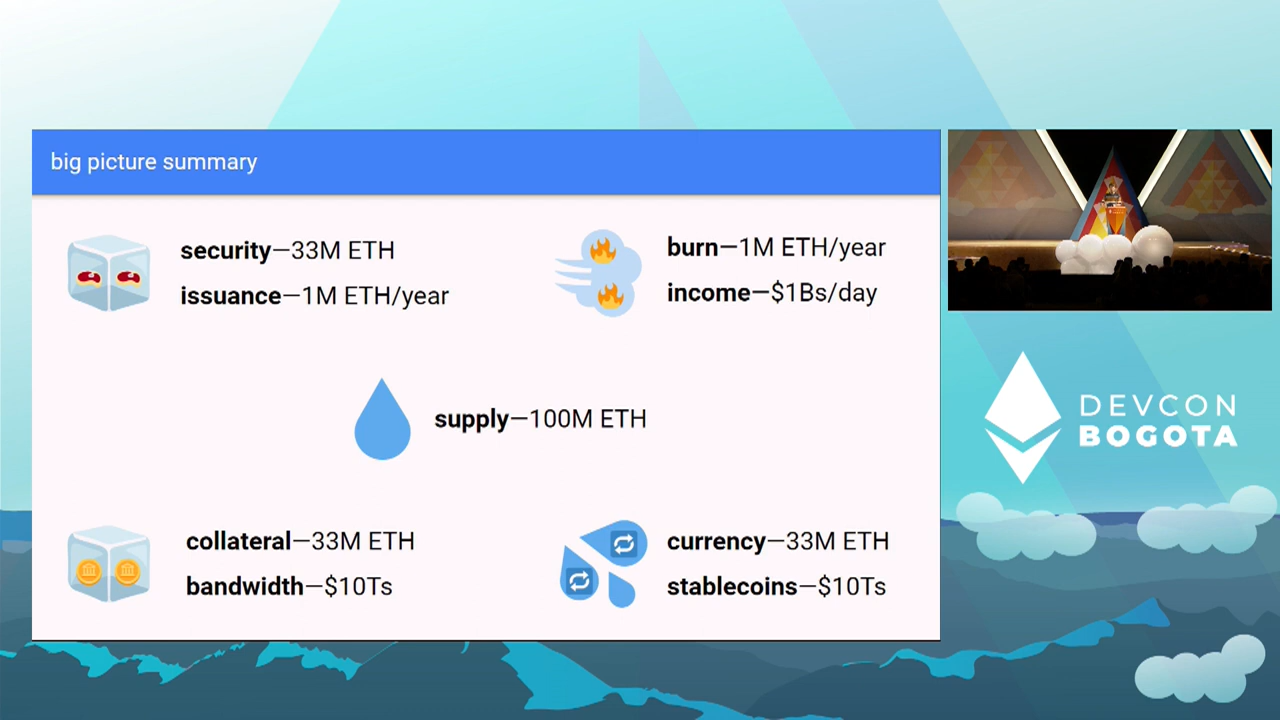 big picture summary
security—33M ETH
issuance—1M ETH/year
burn—1M ETH/year
income—$1Bs/day
supply—100M ETH
collateral—33M ETH
bandwidth—$10Ts
currency—33M ETH
stablecoins—$10Ts
DEVCON
BOGOTA